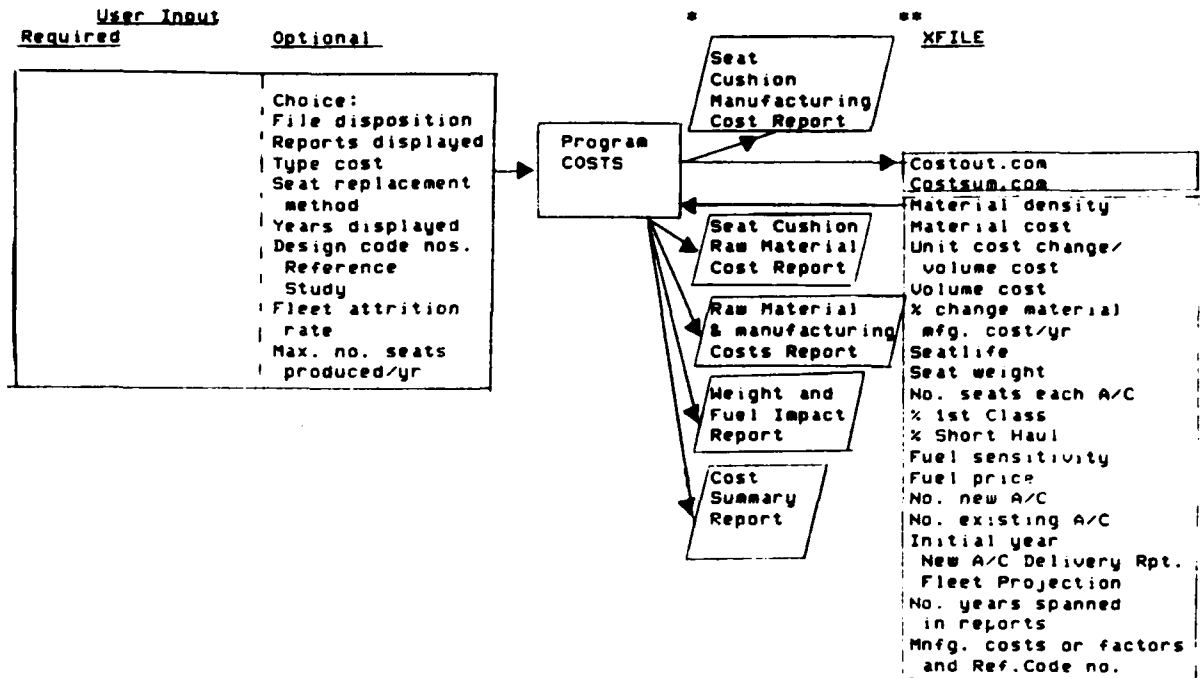 User Input
Required
Optional
Choice:
File disposition
Reports displayed
Type cost
Seat replacement
method
Years displayed
Design code nos.
Reference
Study
Fleet attrition
rate
Max. no. seats
produced/yr
Program
COSTS
*
Seat
Cushion
Manufacturing
Cost Report
Seat Cushion
Raw Material
Cost Report
Raw Material
& manufacturing
Costs Report
Weight and
Fuel Impact
Report
Cost
Summary
Report
**
XFILE
Costout.com
Costsum.com
Material density
Material cost
Unit cost change/
volume cost
Volume cost
% change material
mfg. cost/yr
Seatlife
Seat weight
No. seats each A/C
% 1st Class
% Short Haul
Fuel sensitivity
Fuel price
No. new A/C
No. existing A/C
Initial year
New A/C Delivery Rpt.
Fleet Projection
No. years spanned
in reports
Mnfg. costs or factors
and Ref.Code no.